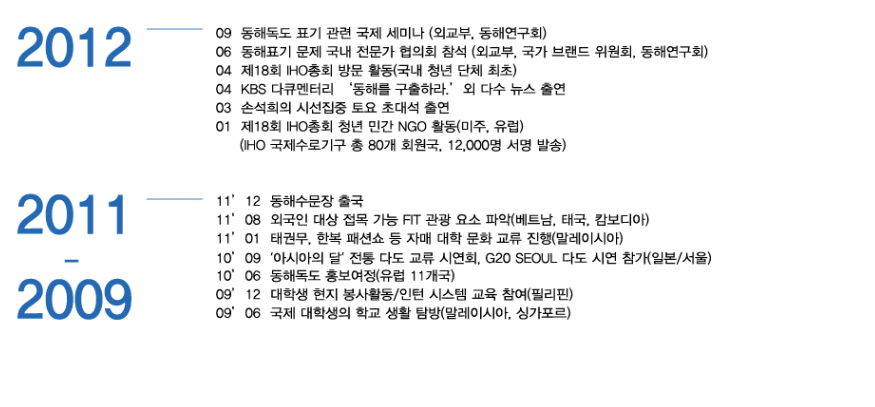 2012
09 동해독도 표기 관련 국제 세미나 (외교부, 동해연구회)
06 동해표기 문제 국내 전문가 협의회 참석 (외교부, 국가 브랜드 위원회, 동해연구회)
04 제18회 IHO총회 방문 활동(국내 청년 단체 최초)
04 KBS 다큐멘터리 ‘동해를 구출하라.’ 외 다수 뉴스 출연
03 손석희의 시선집중 토요 초대석 출연
01 제18회 IHO총회 청년 민간 NGO 활동(미주, 유럽)
(IHO 국제수로기구 총 80개 회원국, 12,000명 서명 발송)
2011
–
2009
11’ 12 동해수문장 출국
11’ 08 외국인 대상 접목 가능 FIT 관광 요소 파악(베트남, 태국, 캄보디아)
11’ 01 태권무, 한복 패션쇼 등 자매 대학 문화 교류 진행(말레이시아)
10’ 09 ‘아시아의 달’ 전통 다도 교류 시연회, G20 SEOUL 다도 시연 참가(일본/서울)
10’ 06 동해독도 홍보여정(유럽 11개국)
09’ 12 대학생 현지 봉사활동/인턴 시스템 교육 참여(필리핀)
09’ 06 국제 대학생의 학교 생활 탐방(말레이시아, 싱가포르)